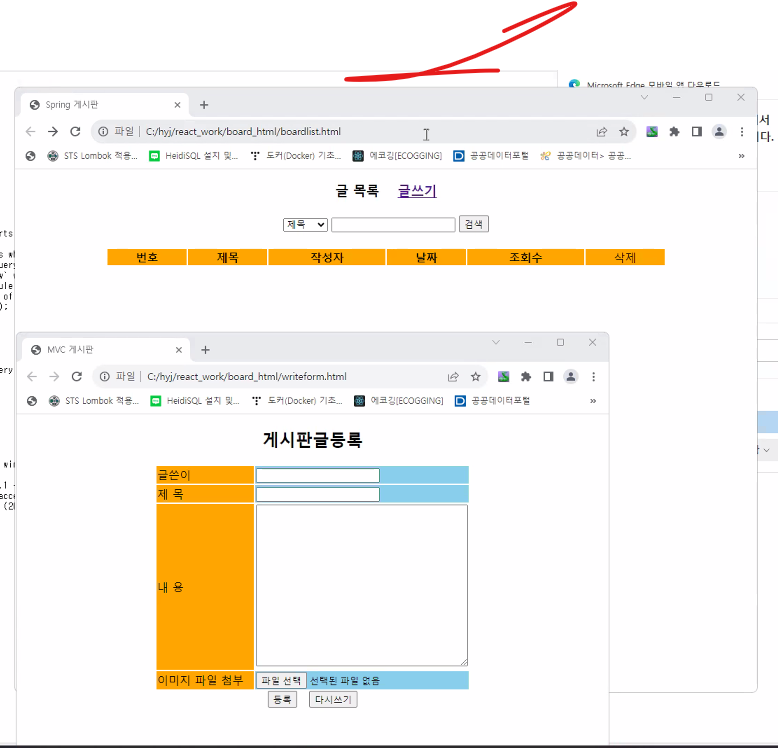 Microsoft Edge 모바일 앱 다운로드
Spring 게시판
파일 C:/hyj/react_work/board_html/boardlist.html
STS Lombok 적용...
HeidiSQL 설지 및...
도커(Docker) 기조...
에코깅[ECOGGING]
공공데이터포털
공공데이터> 공공...
»
글 목록 글쓰기
제목 검색
번호 제목 작성자 날짜 조회수 삭제
MVC 게시판
파일 C:/hyj/react_work/board_html/writeform.html
STS Lombok 적용...
HeidiSQL 설지 및...
도커(Docker) 기조...
에코깅[ECOGGING]
공공데이터포털
»
게시판글등록
글쓴이
제 목
내 용
이미지 파일 첨부 파일 선택 선택된 파일 없음
등록 다시쓰기